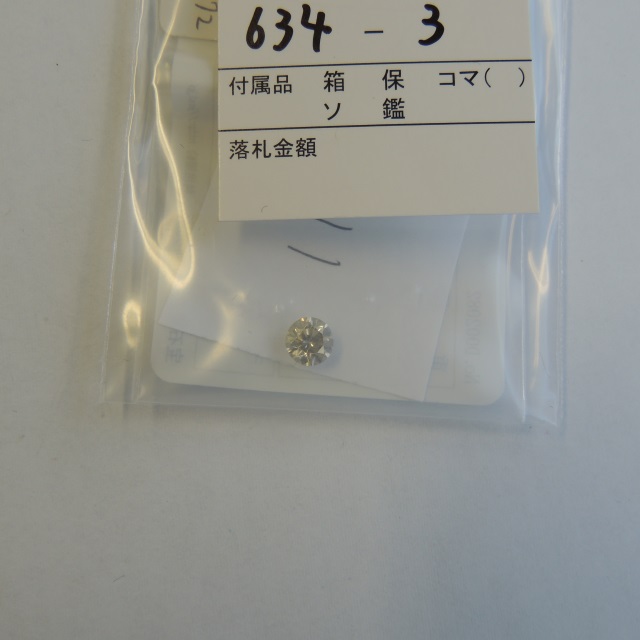 634 - 3
付属品 箱 保 コマ( )
ソ 鑑
落札金額